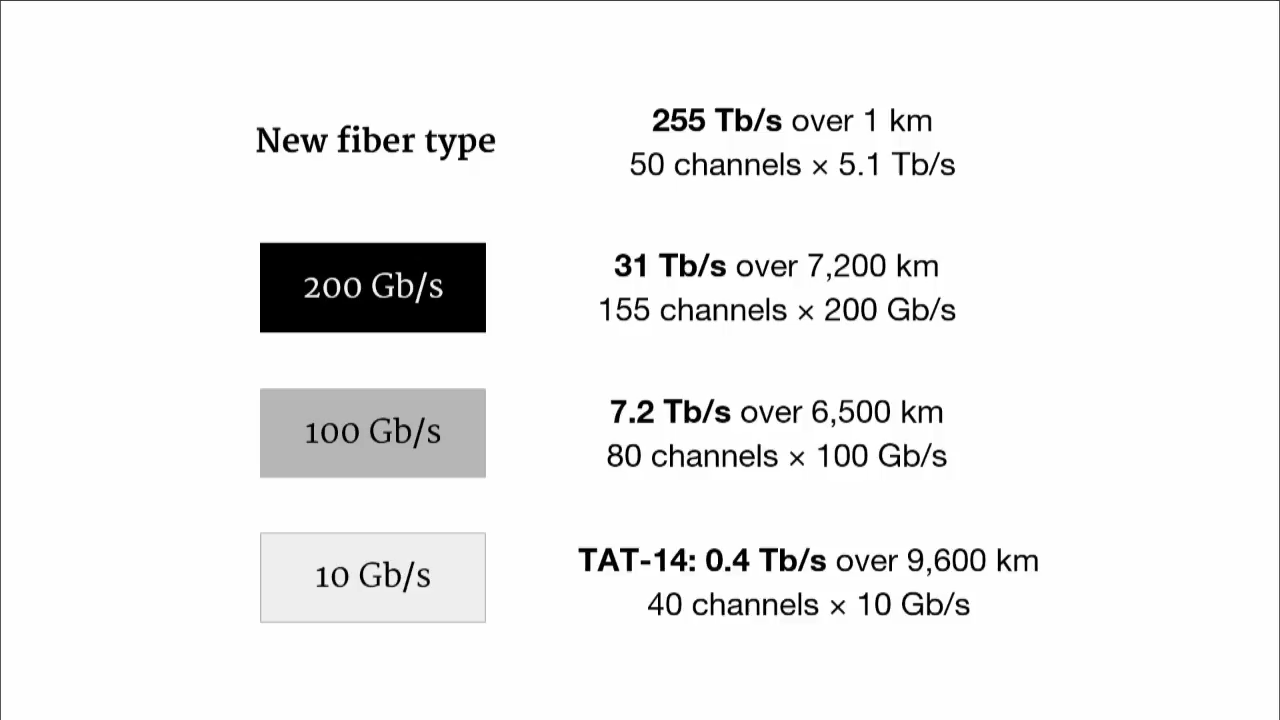 New fiber type
255 Tb/s over 1 km
50 channels × 5.1 Tb/s
200 Gb/s
31 Tb/s over 7,200 km
155 channels × 200 Gb/s
100 Gb/s
7.2 Tb/s over 6,500 km
80 channels × 100 Gb/s
10 Gb/s
TAT-14: 0.4 Tb/s over 9,600 km
40 channels × 10 Gb/s